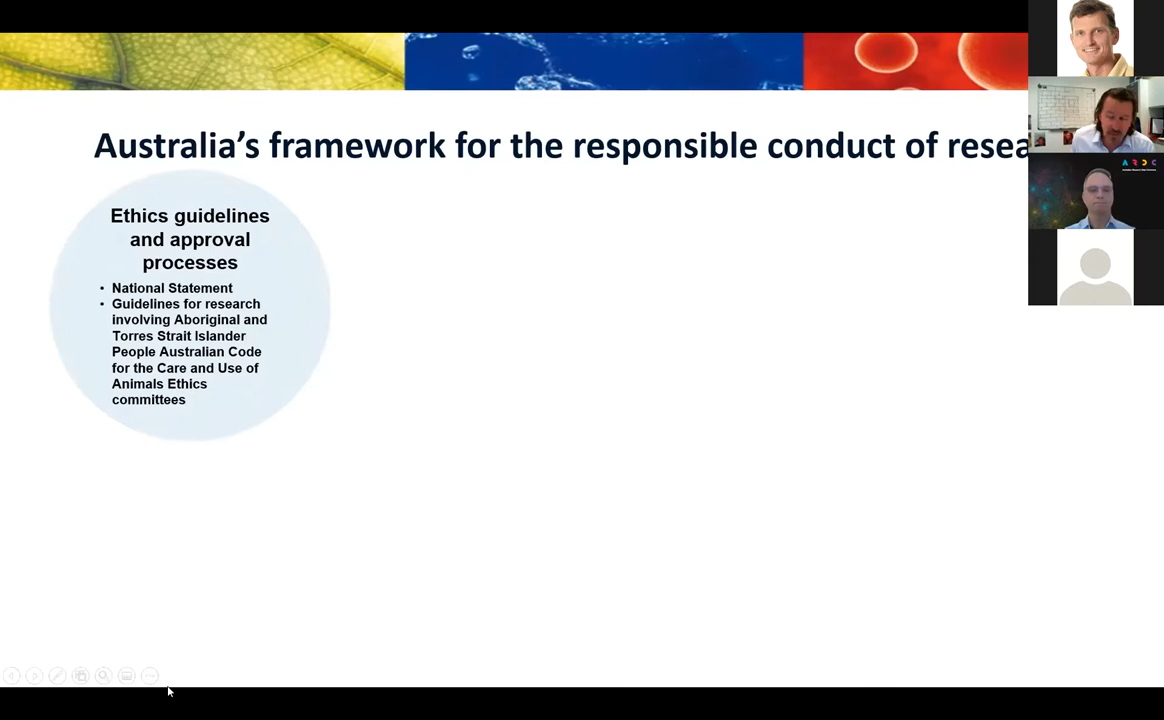 Australia's framework for the responsible conduct of resea
Ethics guidelines
and approval
processes
• National Statement
• Guidelines for research
involving Aboriginal and
Torres Strait Islander
People Australian Code
for the Care and Use of
Animals Ethics
committees
ARDC